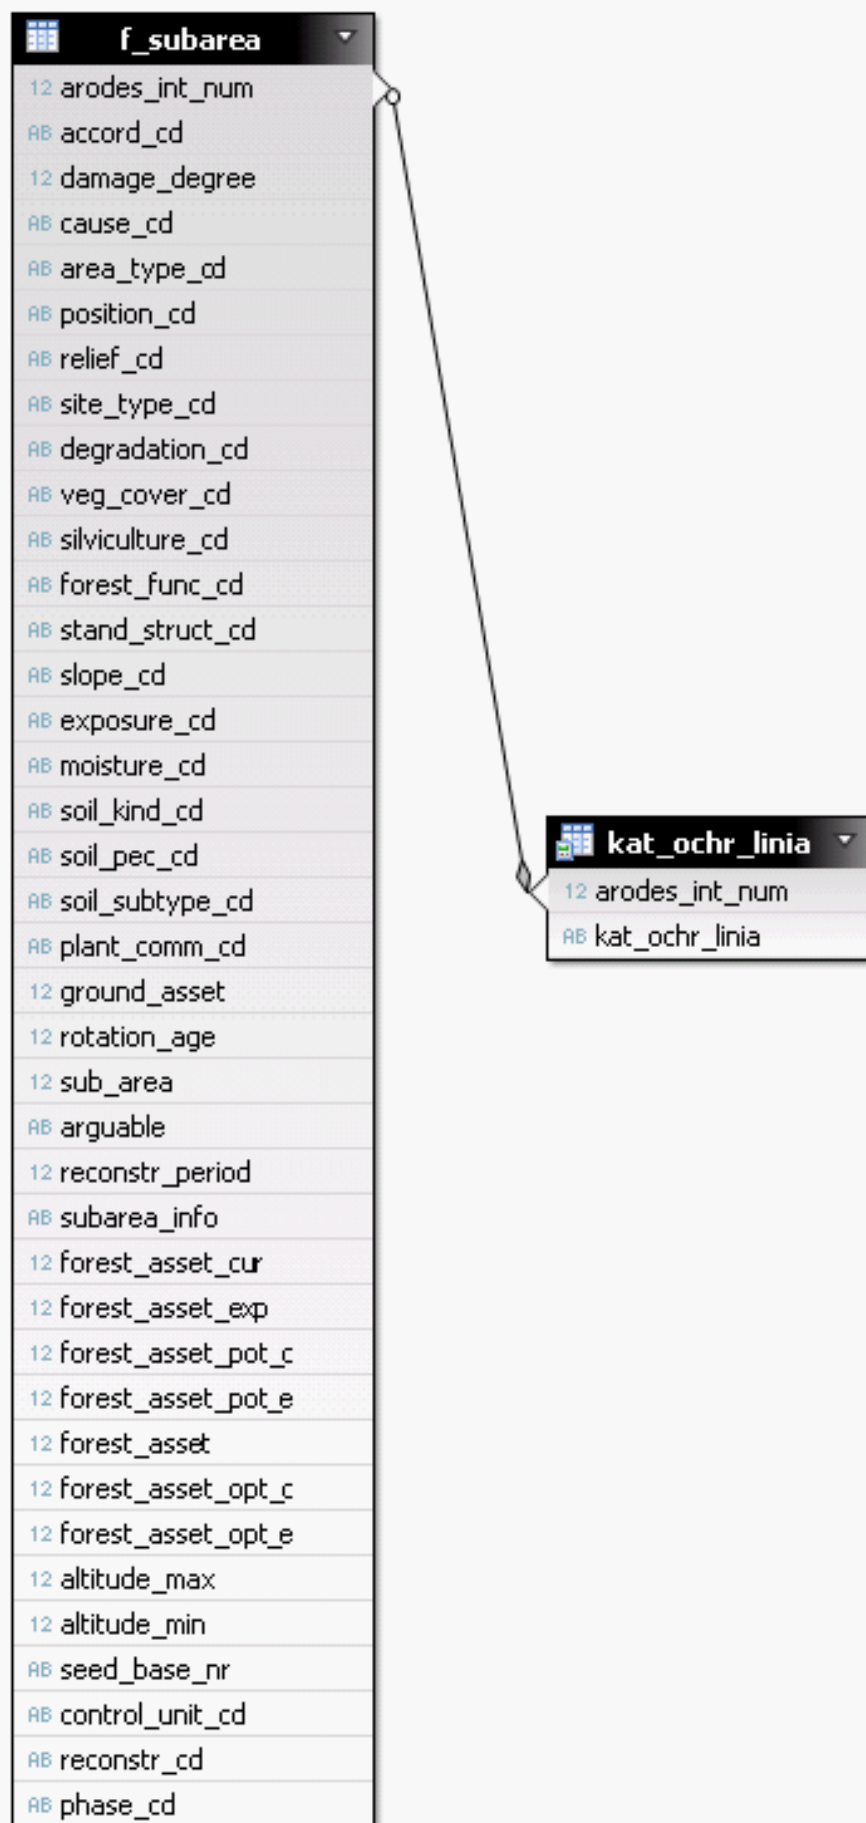 f_subarea
12 arodes_int_num
AB accord_cd
12 damage_degree
AB cause_cd
AB area_type_cd
AB position_cd
AB relief_cd
AB site_type_cd
AB degradation_cd
AB veg_cover_cd
AB silviculture_cd
AB forest_func_cd
AB stand_struct_cd
AB slope_cd
AB exposure_cd
AB moisture_cd
AB soil_kind_cd
AB soil_pec_cd
AB soil_subtype_cd
AB plant_comm_cd
12 ground_asset
12 rotation_age
12 sub_area
AB arguable
12 reconstr_period
AB subarea_info
12 forest_asset_cur
12 forest_asset_exp
12 forest_asset_pot_c
12 forest_asset_pot_e
12 forest_asset
12 forest_asset_opt_c
12 forest_asset_opt_e
12 altitude_max
12 altitude_min
AB seed_base_nr
AB control_unit_cd
AB reconstr_cd
AB phase_cd
kat_ochr_linia
12 arodes_int_num
AB kat_ochr_linia